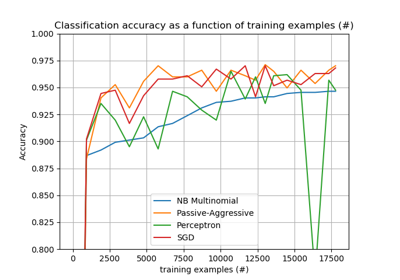 Classification accuracy as a function of training examples (#)
1.000
0.975
0.950
0.925
0.900
0.875
0.850
0.825
0.800
Accuracy
NB Multinomial
Passive-Aggressive
Perceptron
SGD
0 2500 5000 7500 10000 12500 15000 17500
training examples (#)